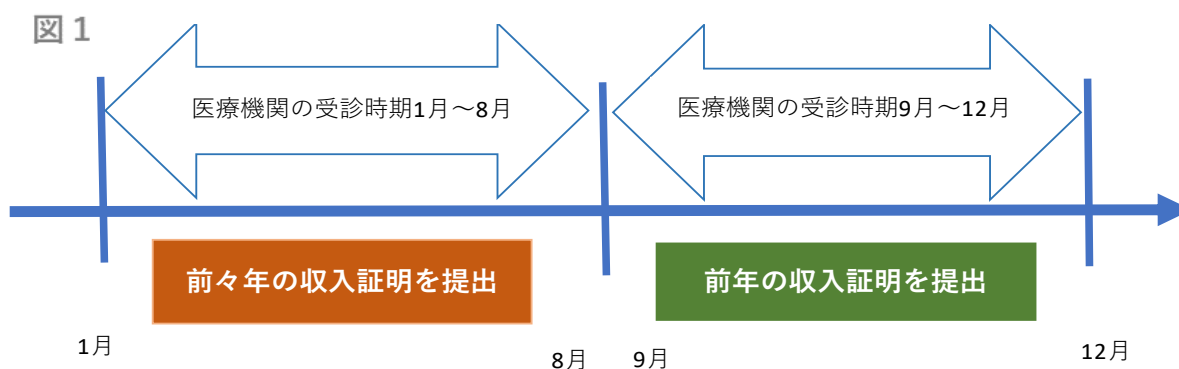 図1
医療機関の受診時期1月～8月
医療機関の受診時期9月～12月
前々年の収入証明を提出
前年の収入証明を提出
1月
8月
9月
12月